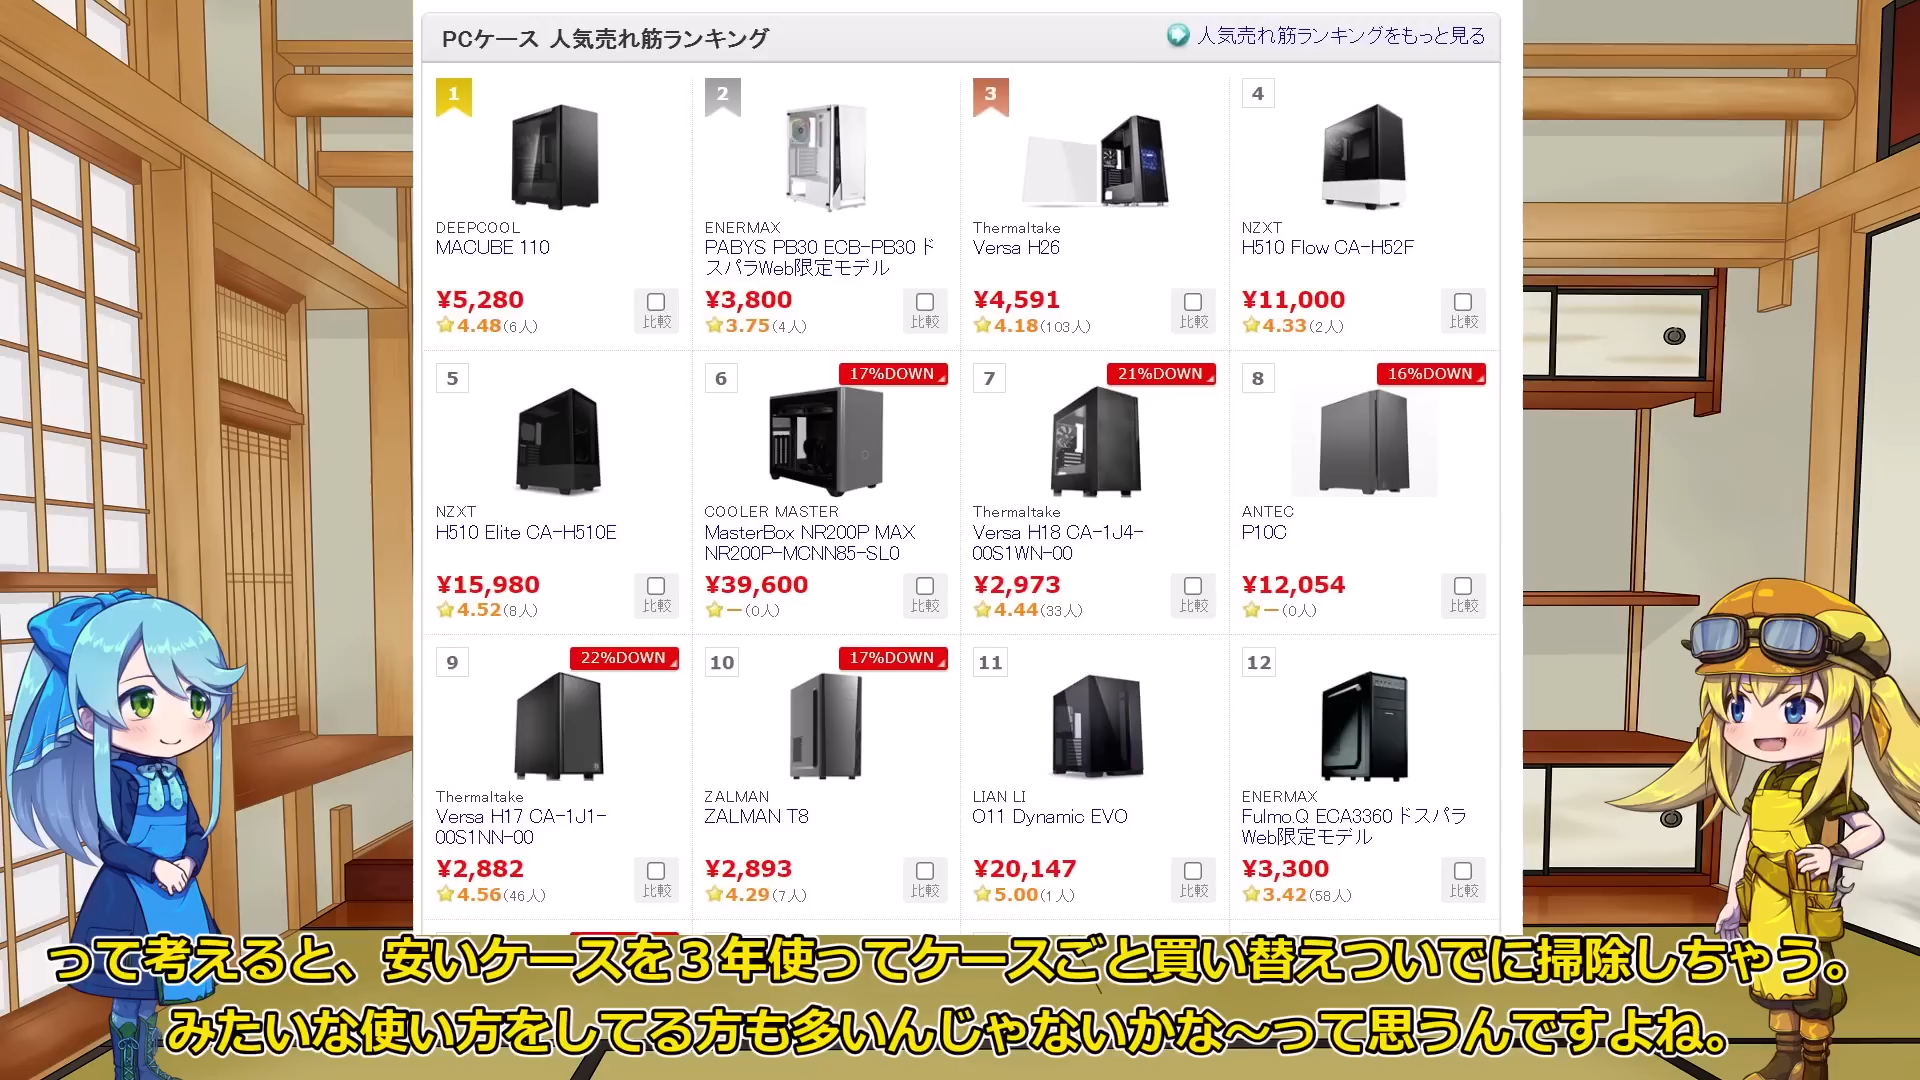 PCケース 人気売れ筋ランキング
人気売れ筋ランキングをもっと見る
1
DEEPCOOL
MACUBE 110
¥5,280
4.48(6人)
比較
2
ENERMAX
PABYS PB30 ECB-PB30 ド
スパラWeb限定モデル
¥3,800
3.75(4人)
比較
3
Thermaltake
Versa H26
¥4,591
4.18(103人)
比較
4
NZXT
H510 Flow CA-H52F
¥11,000
4.33(2人)
比較
5
NZXT
H510 Elite CA-H510E
¥15,980
4.52(8人)
比較
6
17%DOWN
COOLER MASTER
MasterBox NR200P MAX
NR200P-MCNN85-SL0
¥39,600
ー(0人)
比較
7
21%DOWN
Thermaltake
Versa H18 CA-1J4-
00S1WN-00
¥2,973
4.44(33人)
比較
8
16%DOWN
ANTEC
P10C
¥12,054
ー(0人)
比較
9
22%DOWN
Thermaltake
Versa H17 CA-1J1-
00S1NN-00
¥2,882
4.56(46人)
比較
10
17%DOWN
ZALMAN
ZALMAN T8
¥2,893
4.29(7人)
比較
11
LIAN LI
O11 Dynamic EVO
¥20,147
5.00(1人)
比較
12
ENERMAX
Fulmo.Q ECA3360 ドスパラ
Web限定モデル
¥3,300
3.42(58人)
比較
って考えると、安いケースを３年使ってケースごと買い替えついでに掃除しちゃう。
みたいな使い方をしてる方も多いんじゃないかな～って思うんですよね。